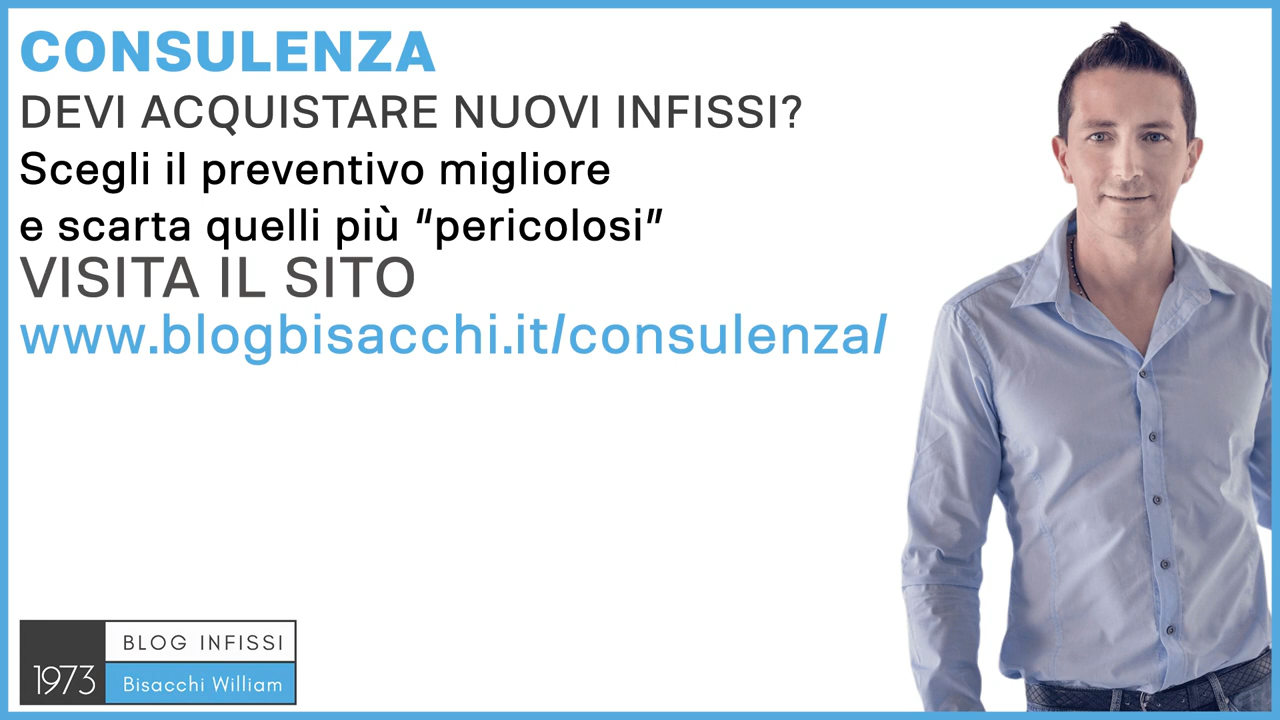 CONSULENZA
DEVI ACQUISTARE NUOVI INFISSI?
Scegli il preventivo migliore
e scarta quelli più “pericolosi”
VISITA IL SITO
www.blogbisacchi.it/consulenza/
1973
BLOG INFISSI
Bisacchi William